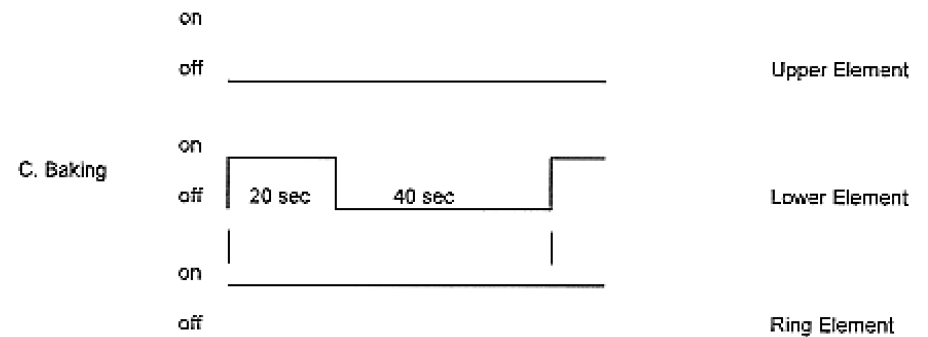 on
off Upper Element
on
C. Baking
off 20 sec 40 sec Lower Element
on
off Ring Element